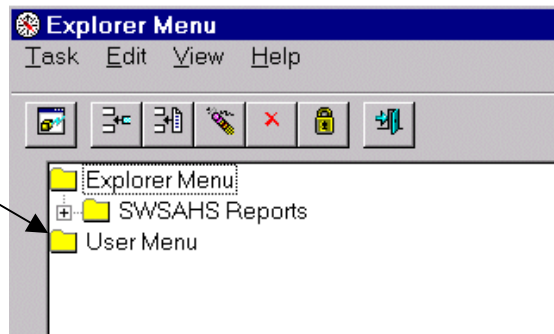 Explorer Menu
Task Edit View Help
Explorer Menu
SWSAHS Reports
User Menu